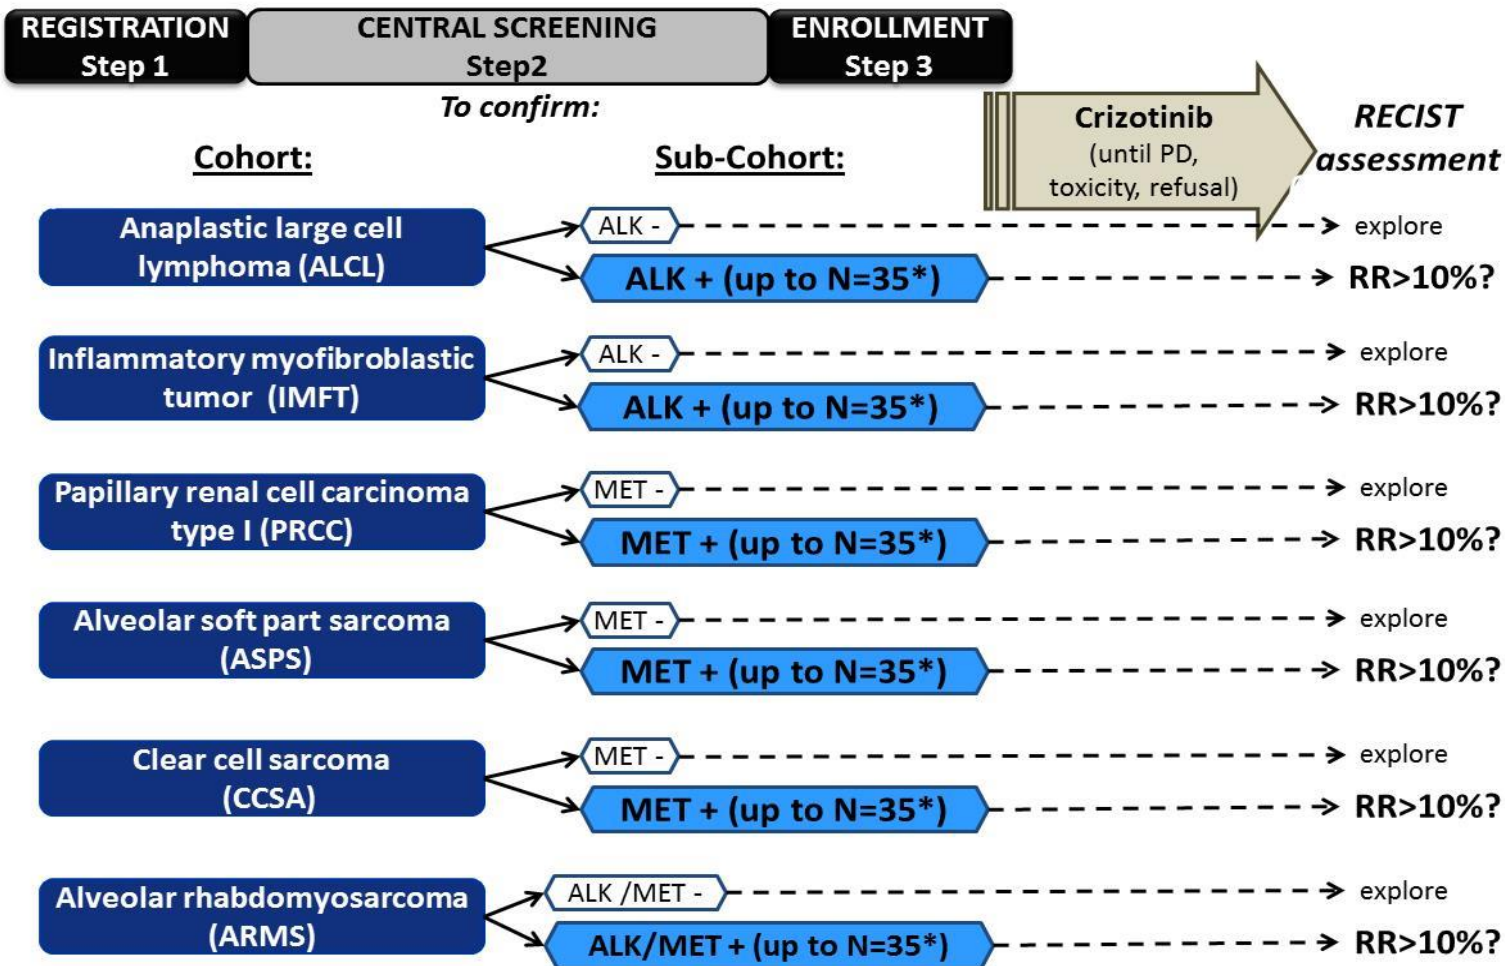 REGISTRATION
Step 1
CENTRAL SCREENING
Step2
ENROLLMENT
Step 3
To confirm:
Crizotinib
(until PD,
toxicity, refusal)
RECIST
assessment
Cohort:
Sub-Cohort:
Anaplastic large cell
lymphoma (ALCL)
ALK -
explore
ALK + (up to N=35*)
RR>10%?
Inflammatory myofibroblastic
tumor (IMFT)
ALK -
explore
ALK + (up to N=35*)
RR>10%?
Papillary renal cell carcinoma
type I (PRCC)
MET -
explore
MET + (up to N=35*)
RR>10%?
Alveolar soft part sarcoma
(ASPS)
MET -
explore
MET + (up to N=35*)
RR>10%?
Clear cell sarcoma
(CCSA)
MET -
explore
MET + (up to N=35*)
RR>10%?
Alveolar rhabdomyosarcoma
(ARMS)
ALK /MET -
explore
ALK/MET + (up to N=35*)
RR>10%?